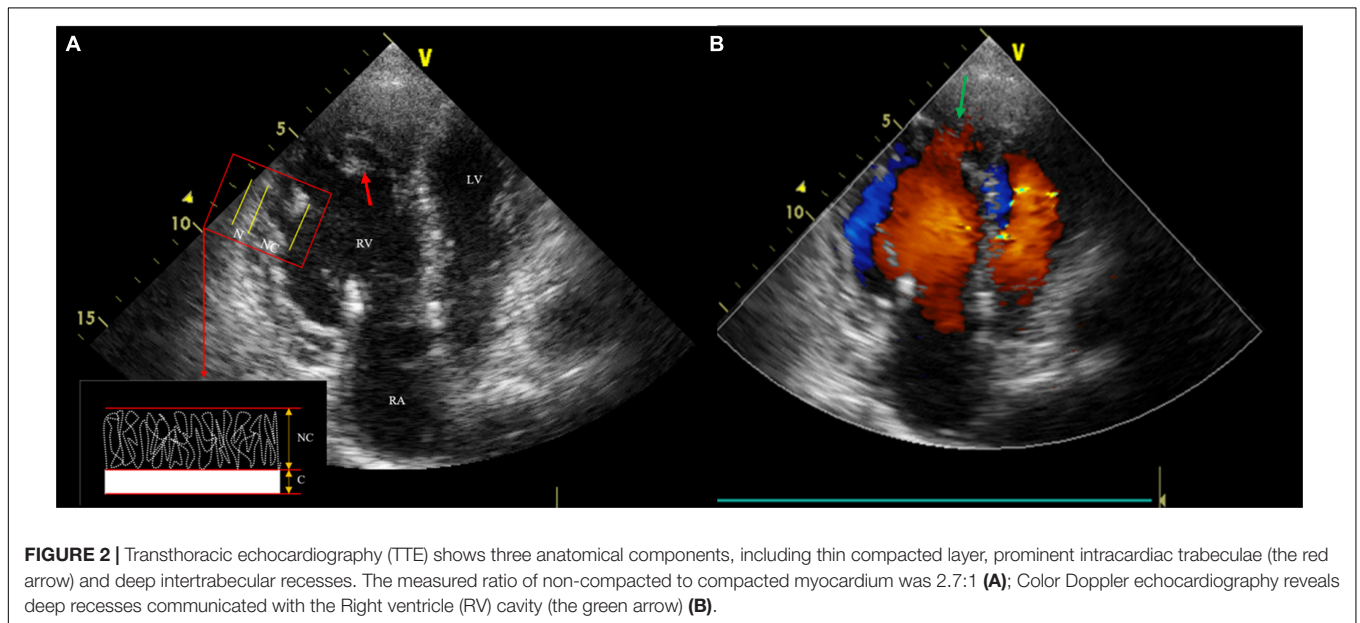 A
V
5
10
15
N
NC
RV
LV
RA
NC
C
B
V
5
10
FIGURE 2 | Transthoracic echocardiography (TTE) shows three anatomical components, including thin compacted layer, prominent intracardiac trabeculae (the red
arrow) and deep intertrabecular recesses. The measured ratio of non-compacted to compacted myocardium was 2.7:1 (A); Color Doppler echocardiography reveals
deep recesses communicated with the Right ventricle (RV) cavity (the green arrow) (B).